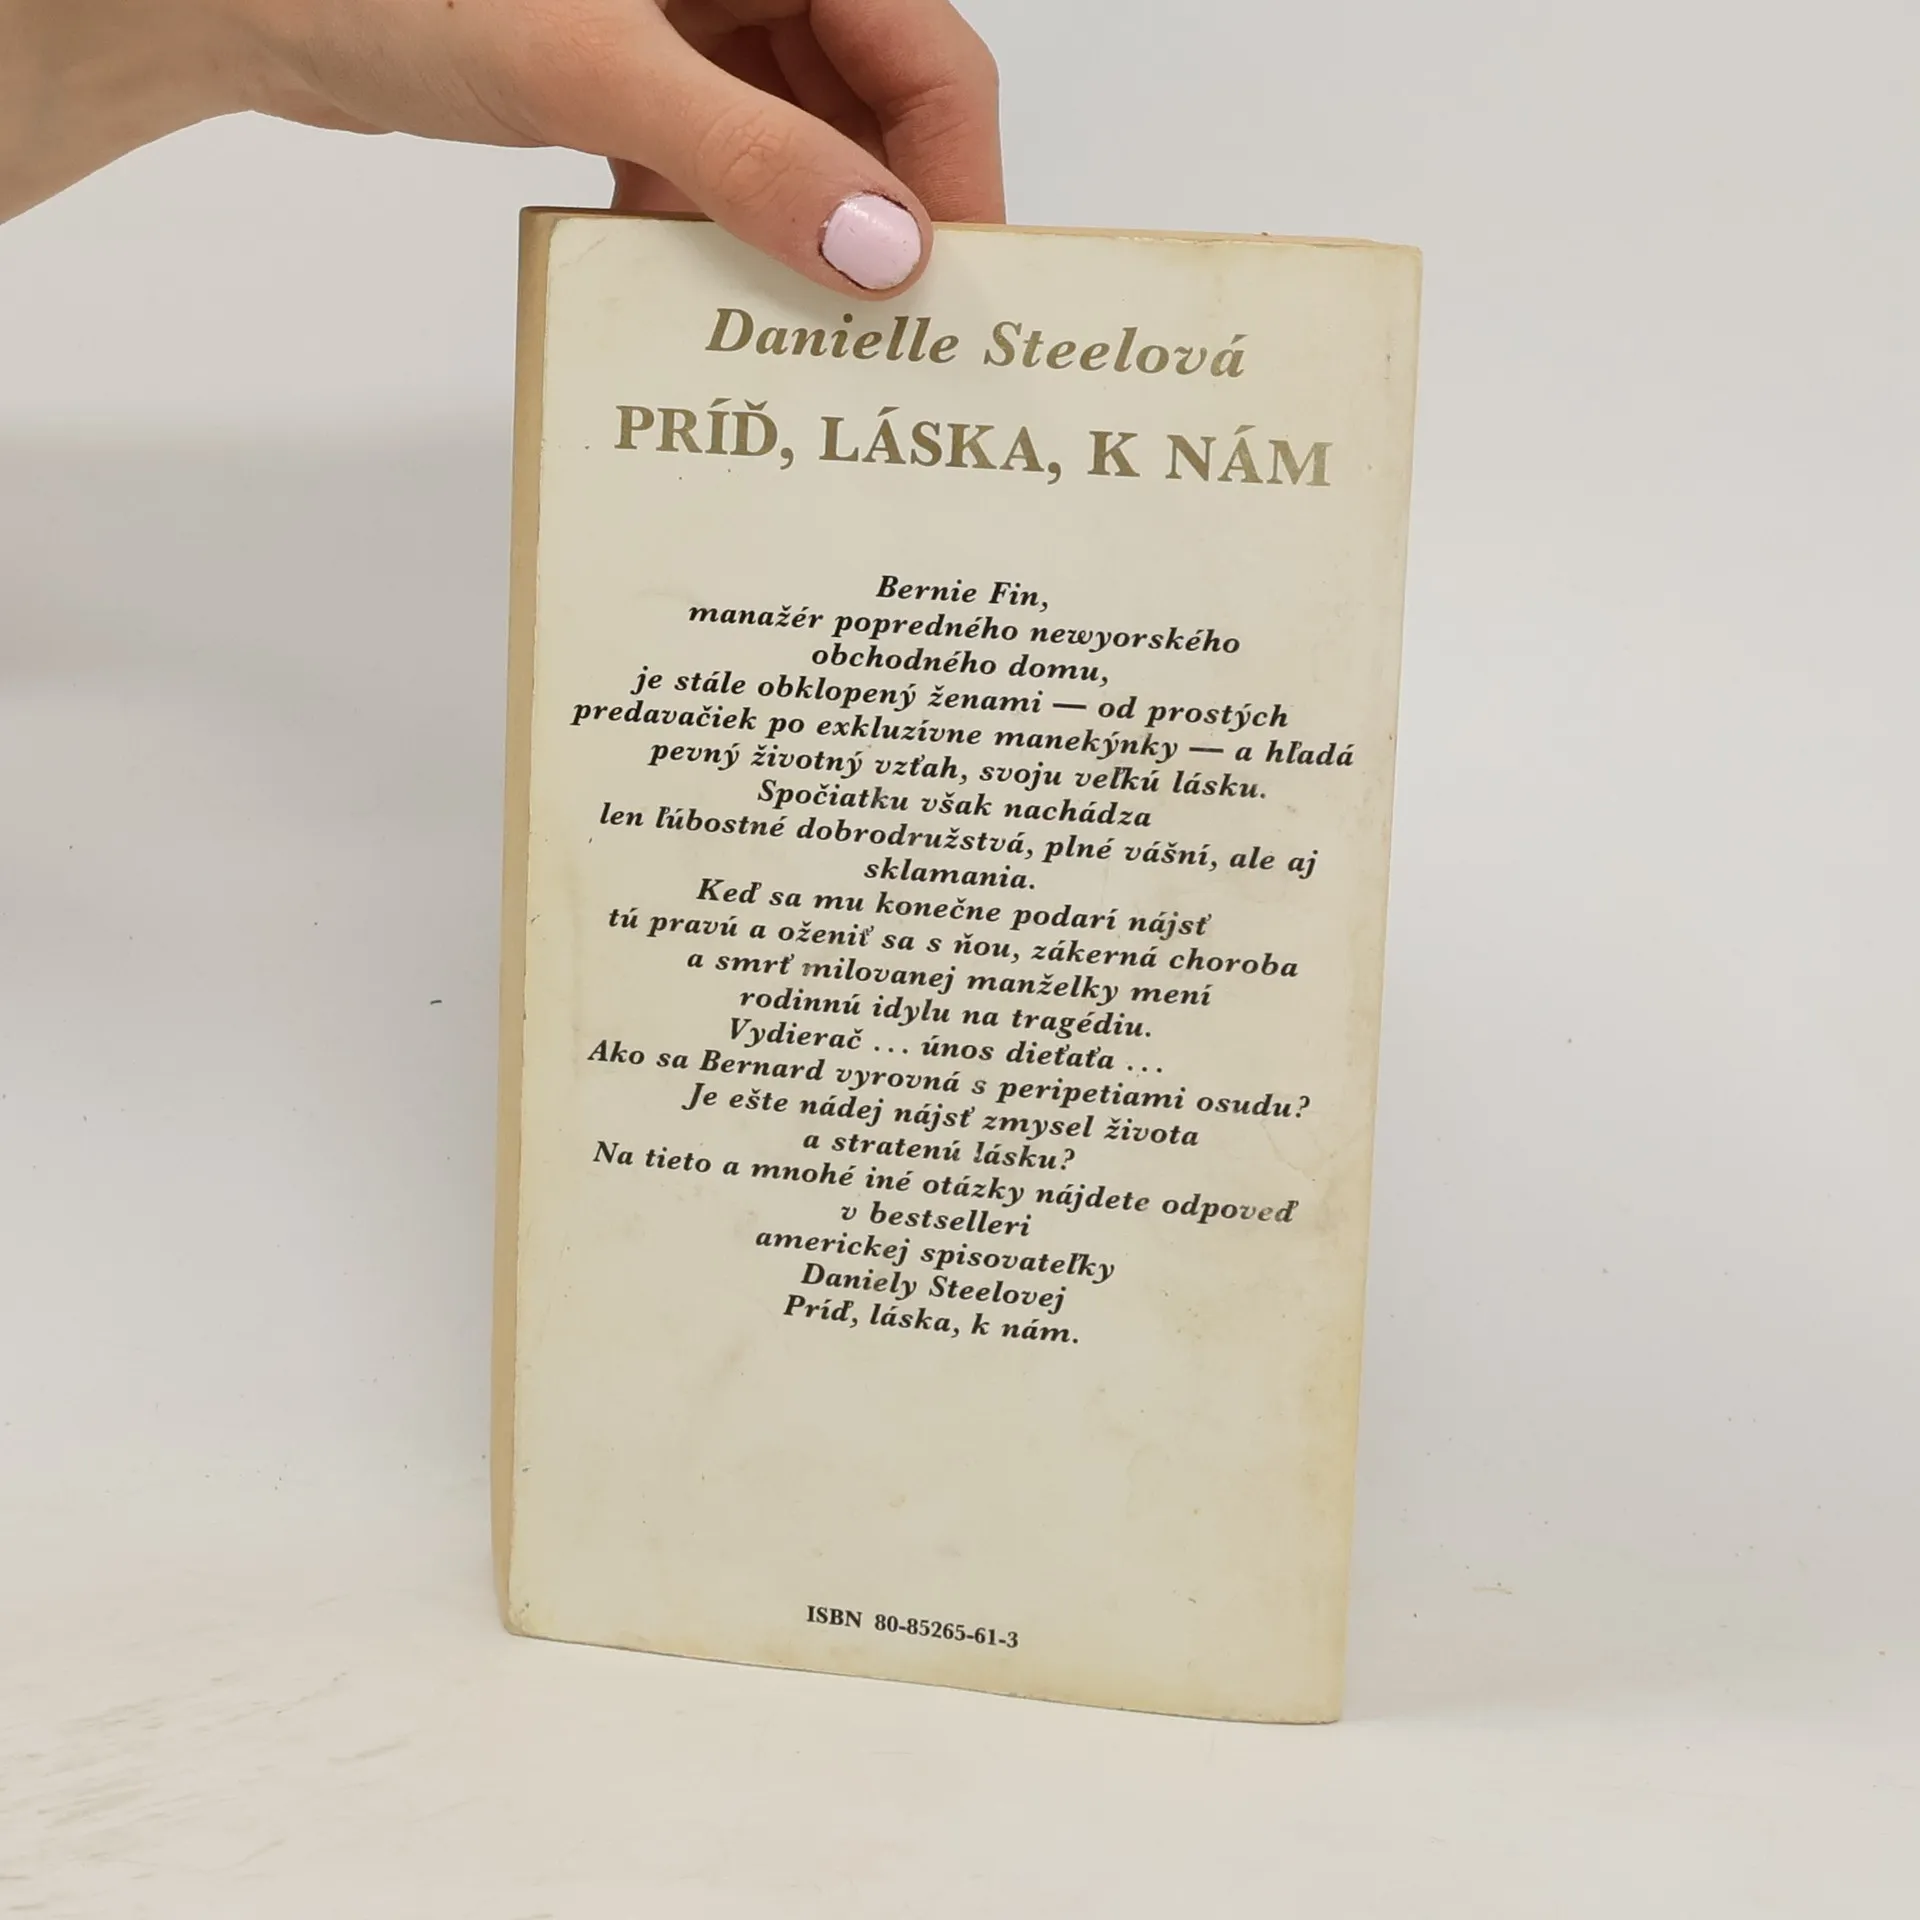 Danielle Steelová
PRÍĎ, LÁSKA, K NÁM
Bernie Fin,
manažér popredného newyorského
obchodného domu,
je stále obklopený ženami — od prostých
predavačiek po exkluzívne manekýnky — a hľadá
pevný životný vzťah, svoju veľkú lásku.
Spočiatku však nachádza
len ľúbostné dobrodružstvá, plné vášní, ale aj
sklamania.
Keď sa mu konečne podarí nájsť
tú pravú a oženiť sa s ňou, zákerná choroba
a smrť milovanej manželky mení
rodinnú idylu na tragédiu.
Vydierač ... únos dieťaťa ...
Ako sa Bernard vyrovná s peripetiami osudu?
Je ešte nádej nájsť zmysel života
a stratenú lásku?
Na tieto a mnohé iné otázky nájdete odpoveď
v bestselleri
americkej spisovateľky
Daniely Steelovej
Príď, láska, k nám.
ISBN 80-85265-61-3